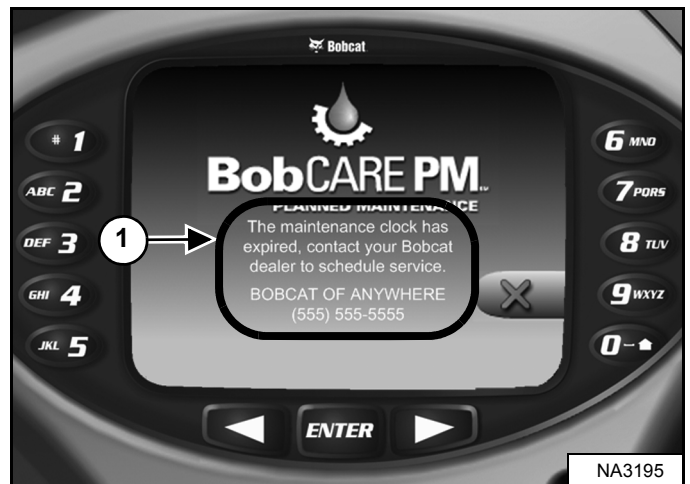 Bobcat
# 1
ABC 2
DEF 3
GHI 4
JKL 5
6 MNO
7 PQRS
8 TUV
9 WXYZ
0
BobCARE PM
PLANNED MAINTENANCE
The maintenance clock has
expired, contact your Bobcat
dealer to schedule service.
BOBCAT OF ANYWHERE
(555) 555-5555
1
ENTER
NA3195